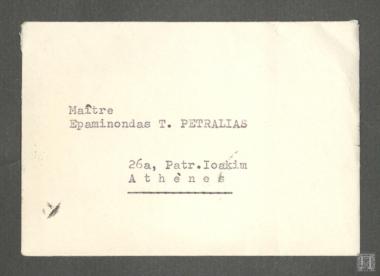 Maître
Epaminondas T. PETRALIAS
26a, Patr.Ioakim
Athènes